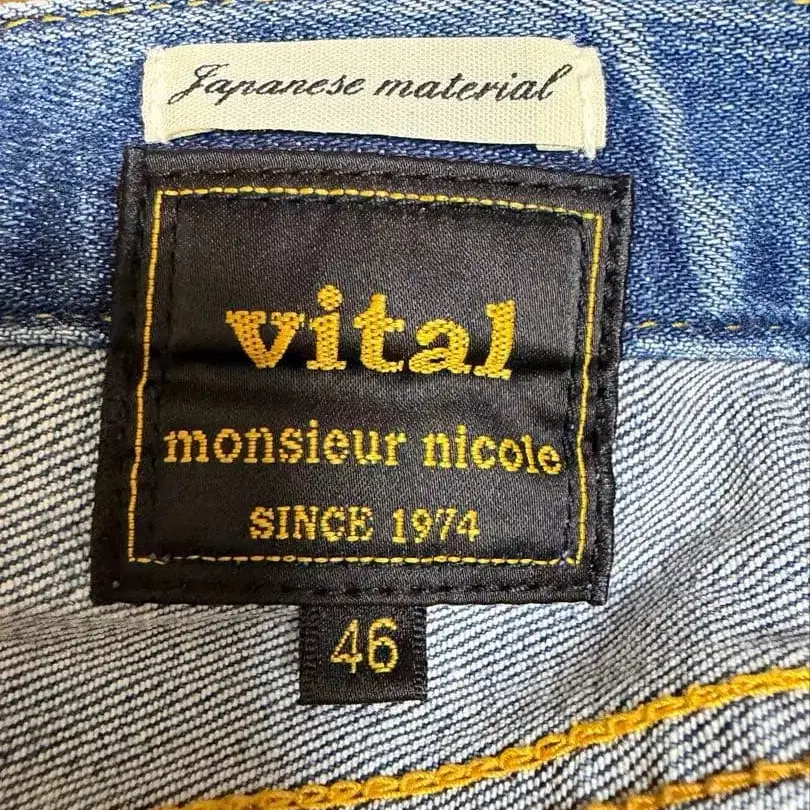 Japanese material
vital
monsieur nicole
SINCE 1974
46